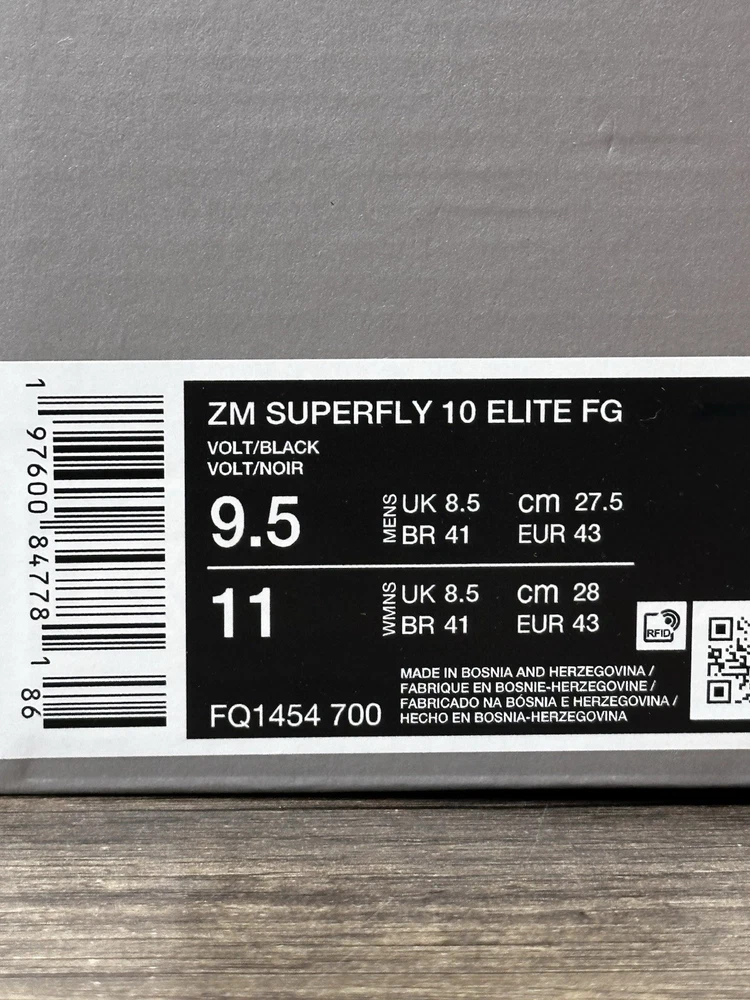 ZM SUPERFLY 10 ELITE FG
VOLT/BLACK
VOLT/NOIR
9.5 MENS UK 8.5 cm 27.5
BR 41 EUR 43
11 WMNS UK 8.5 cm 28
BR 41 EUR 43
RFID
MADE IN BOSNIA AND HERZEGOVINA /
FABRIQUE EN BOSNIE-HERZEGOVINE /
FABRICADO NA BÓSNIA E HERZEGOVINA /
HECHO EN BOSNIA-HERZEGOVINA
FQ1454 700
1 97600 84778 1 86